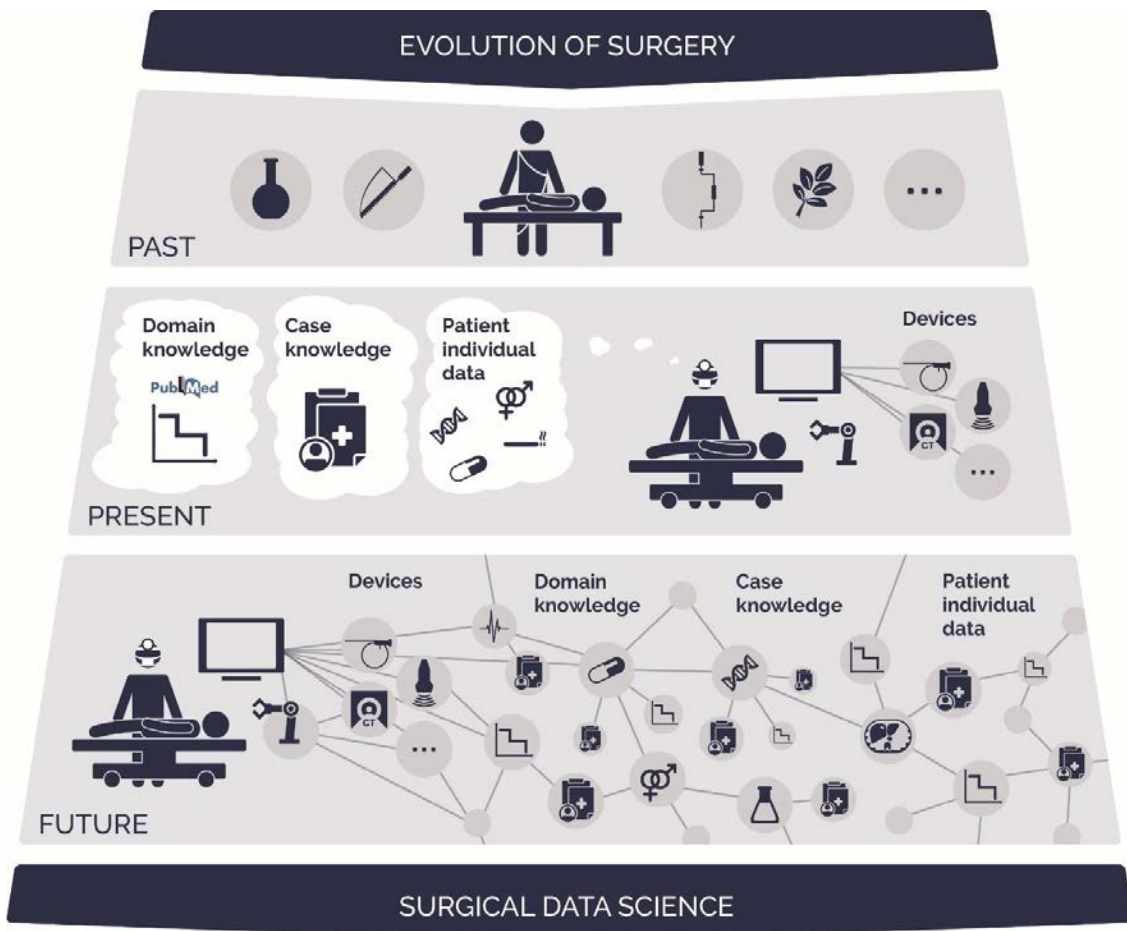 EVOLUTION OF SURGERY
PAST
Domain
knowledge
PubMed
Case
knowledge
Patient
individual
data
Devices
CT
...
PRESENT
Devices
Domain
knowledge
Case
knowledge
Patient
individual
data
CT
...
FUTURE
SURGICAL DATA SCIENCE